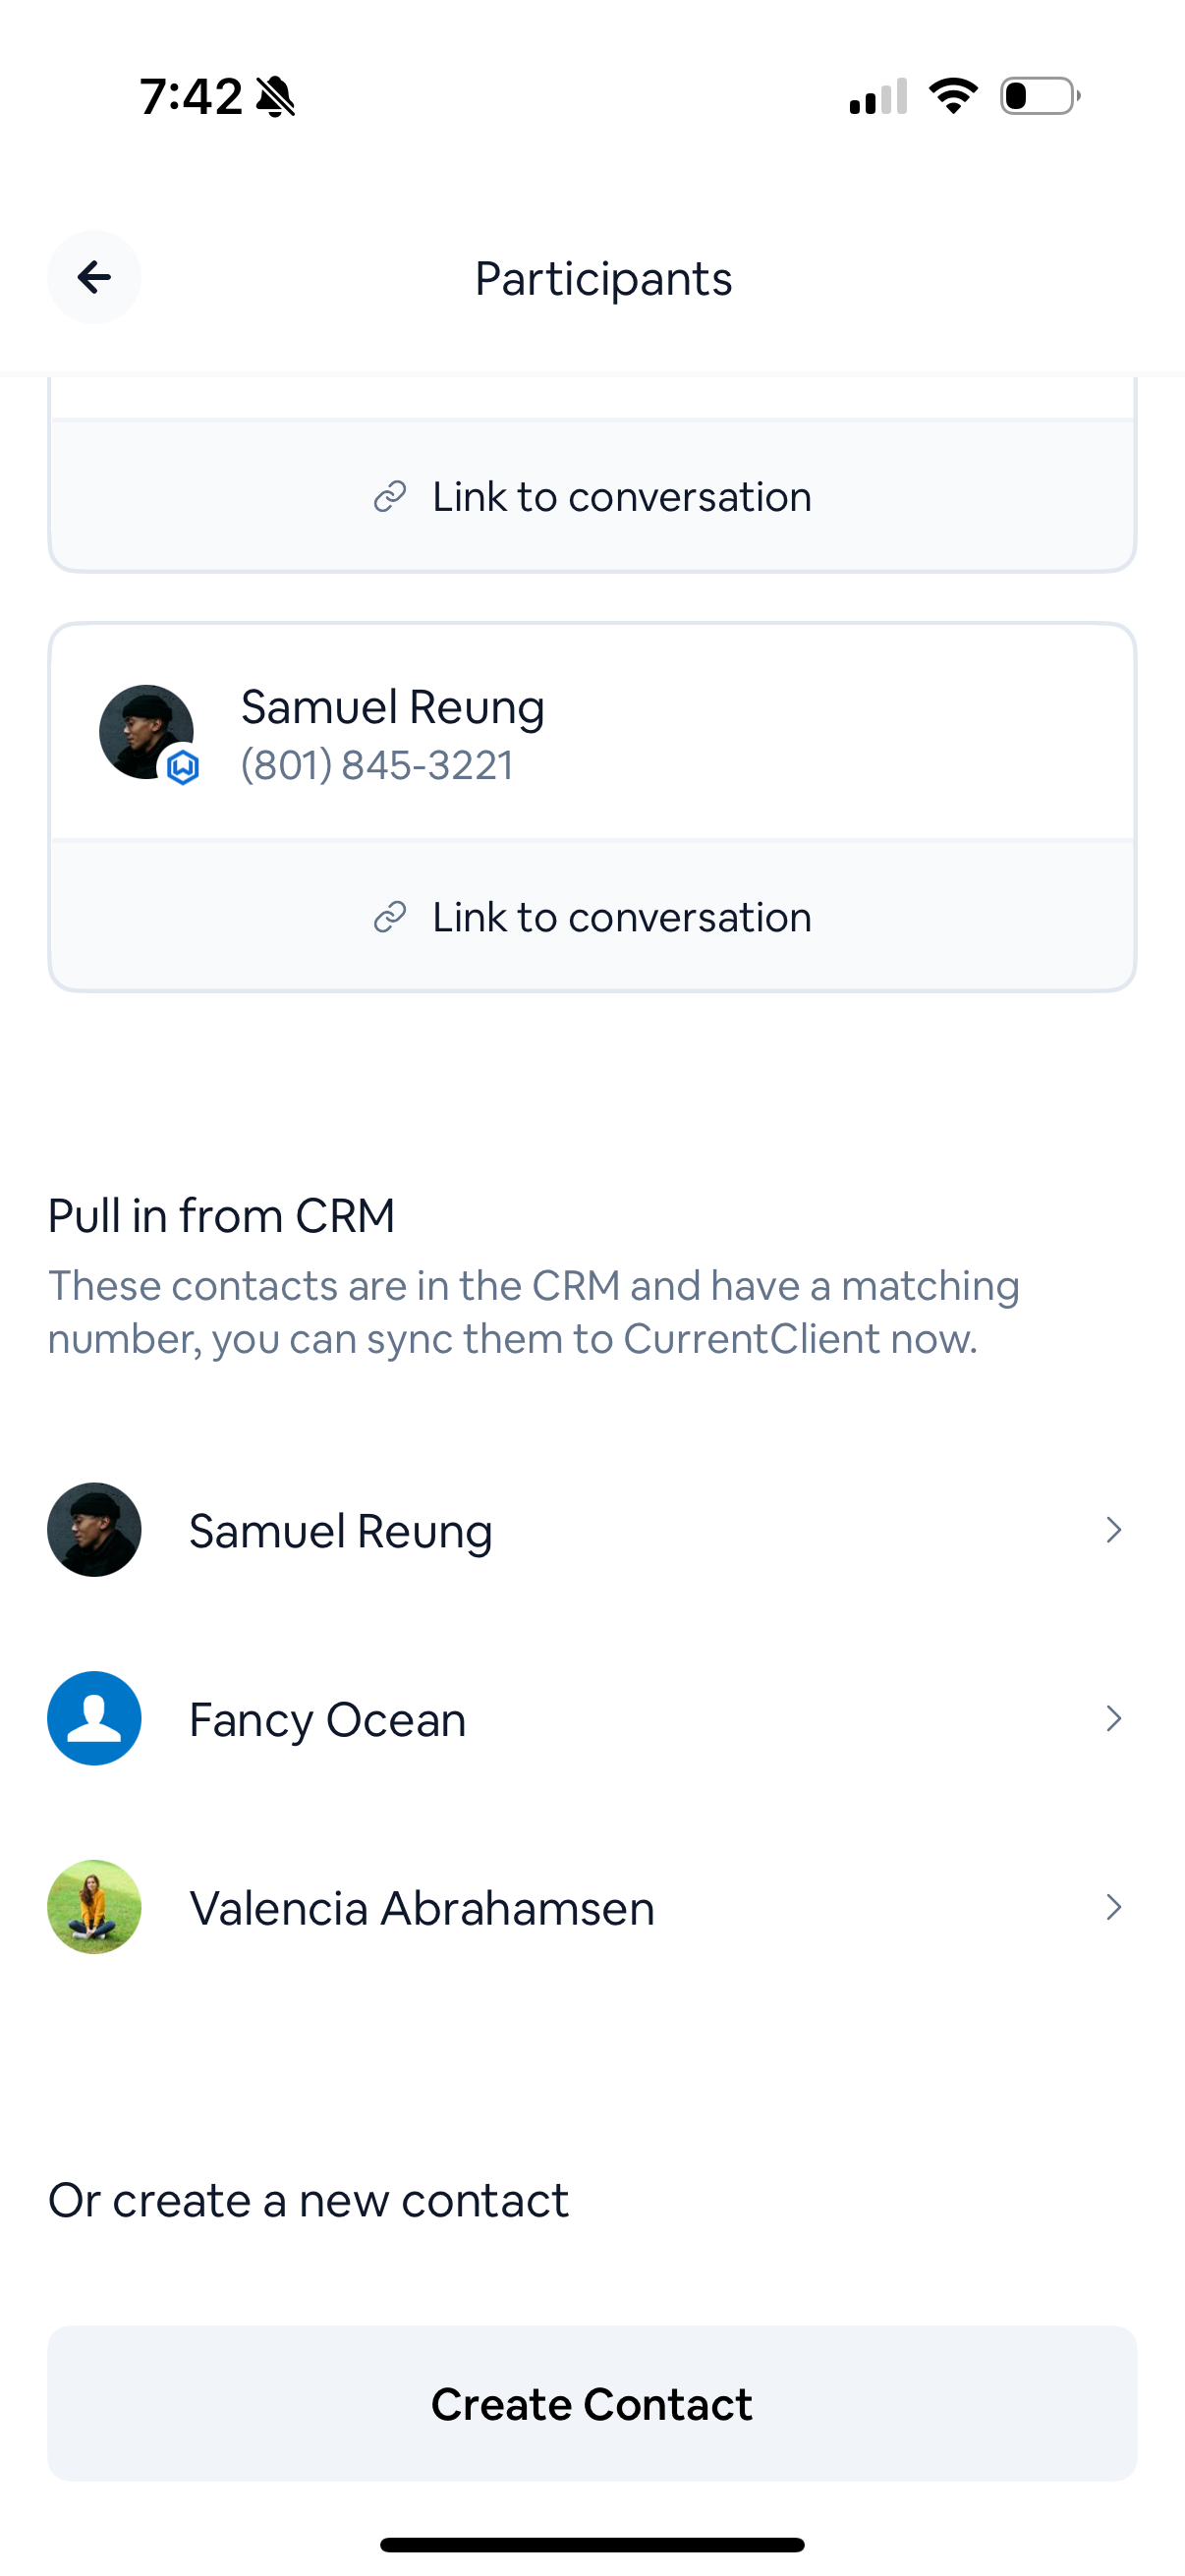 7:42
Participants
Link to conversation
Samuel Reung
(801) 845-3221
Link to conversation
Pull in from CRM
These contacts are in the CRM and have a matching
number, you can sync them to CurrentClient now.
Samuel Reung
Fancy Ocean
Valencia Abrahamsen
Or create a new contact
Create Contact